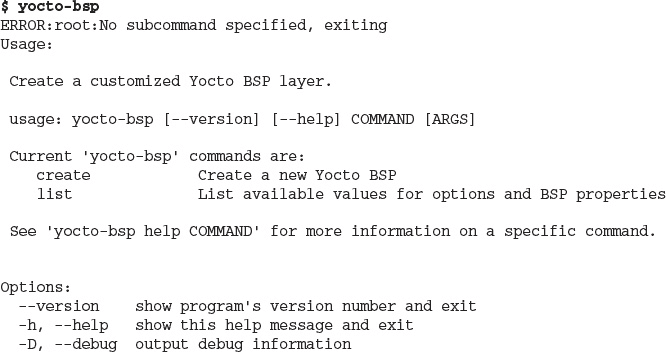 $ yocto-bsp
ERROR:root:No subcommand specified, exiting
Usage:
Create a customized Yocto BSP layer.
usage: yocto-bsp [--version] [--help] COMMAND [ARGS]
Current 'yocto-bsp' commands are:
create Create a new Yocto BSP
list List available values for options and BSP properties
See 'yocto-bsp help COMMAND' for more information on a specific command.
Options:
--version show program's version number and exit
-h, --help show this help message and exit
-D, --debug output debug information